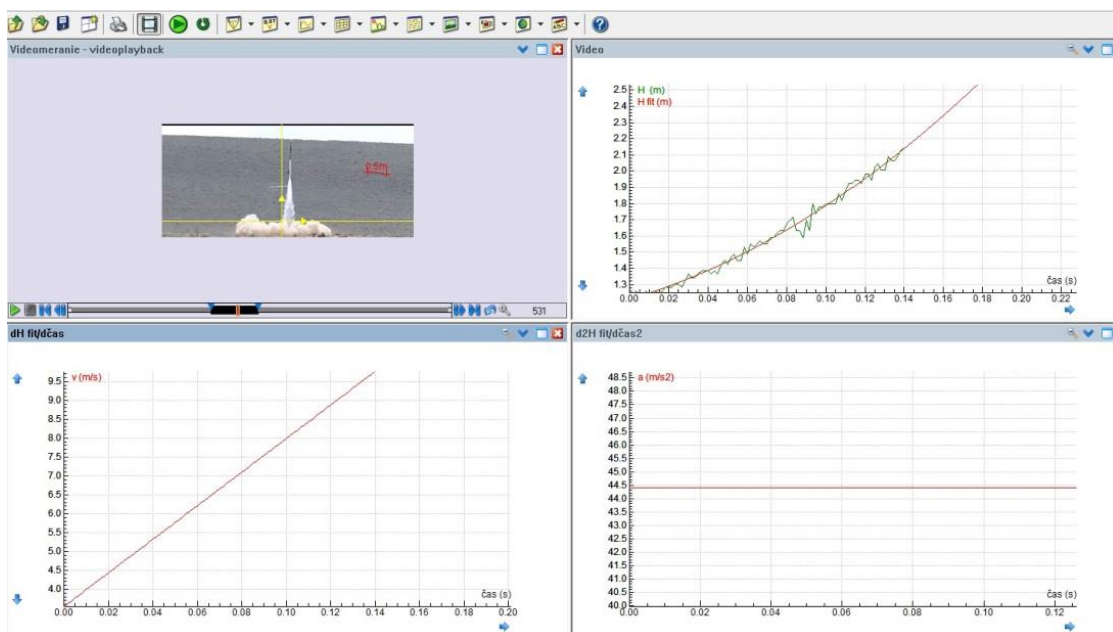 Videomeranie - videoplayback
0.5m
531
Video
H (m)
H fit (m)
2.5
2.4
2.3
2.2
2.1
2.0
1.9
1.8
1.7
1.6
1.5
1.4
1.3
čas (s)
0.00 0.02 0.04 0.06 0.08 0.10 0.12 0.14 0.16 0.18 0.20 0.22
dH fit/dčas
v (m/s)
9.5
9.0
8.5
8.0
7.5
7.0
6.5
6.0
5.5
5.0
4.5
4.0
čas (s)
0.00 0.02 0.04 0.06 0.08 0.10 0.12 0.14 0.16 0.18 0.20
d2H fit/dčas2
a (m/s2)
48.5
48.0
47.5
47.0
46.5
46.0
45.5
45.0
44.5
44.0
43.5
43.0
42.5
42.0
41.5
41.0
40.5
40.0
čas (s)
0.00 0.02 0.04 0.06 0.08 0.10 0.12